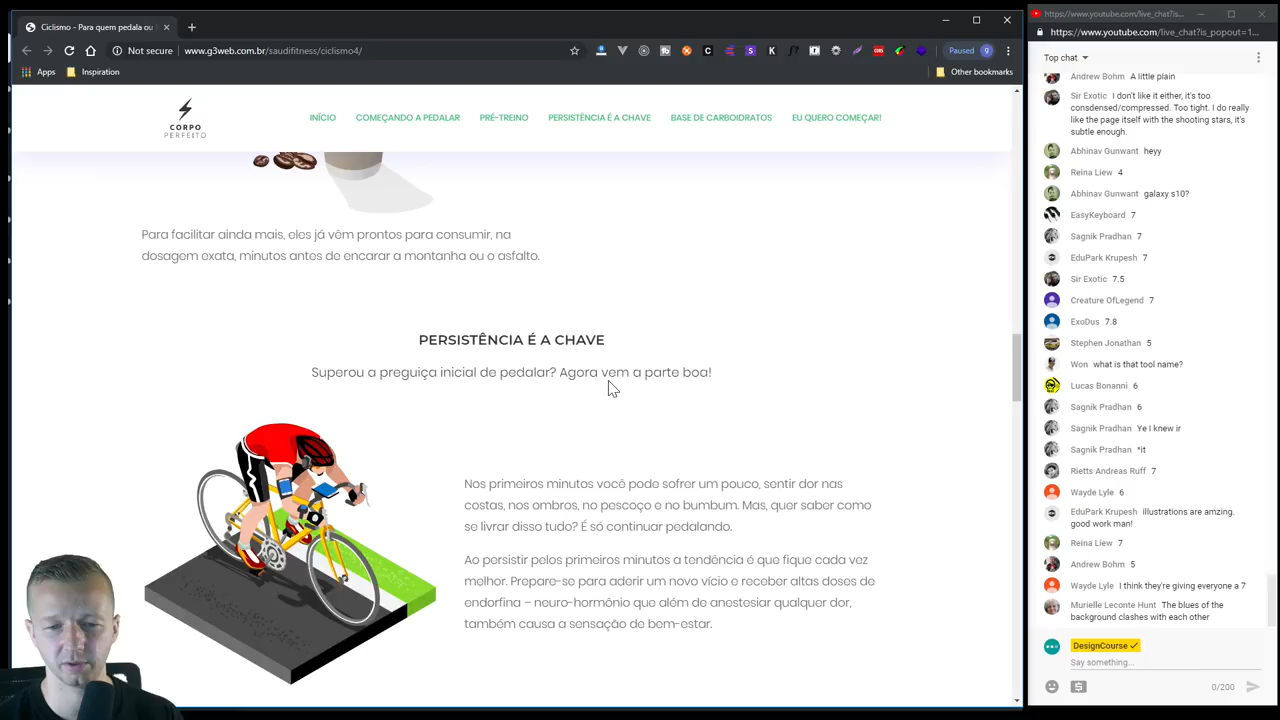 Ciclismo - Para quem pedala ou
https://www.youtube.com/live_chat?is...
Not secure
www.g3web.com.br/saudifitness/ciclismo4/
Paused
g
https://www.youtube.com/live_chat?is_popout=1...
Apps
Inspiration
Other bookmarks
Top chat
CORPO
PERFEITO
INÍCIO
COMEÇANDO A PEDALAR
PRÉ-TREINO
PERSISTÊNCIA É A CHAVE
BASE DE CARBOIDRATOS
EU QUERO COMEÇAR!
Para facilitar ainda mais, eles já vêm prontos para consumir, na
dosagem exata, minutos antes de encarar a montanha ou o asfalto.
PERSISTÊNCIA É A CHAVE
Superou a preguiça inicial de pedalar? Agora vem a parte boa!
Nos primeiros minutos você pode sofrer um pouco, sentir dor nas
costas, nos ombros, no pescoço e no bumbum. Mas, quer saber como
se livrar disso tudo? É só continuar pedalando.
Ao persistir pelos primeiros minutos a tendência é que fique cada vez
melhor. Prepare-se para aderir um novo vício e receber altas doses de
endorfina – neuro-hormônio que além de anestesiar qualquer dor,
também causa a sensação de bem-estar.
Andrew Bohm A little plain
Sir Exotic I don't like it either, it's too
consdensed/compressed. Too tight. I do really
like the page itself with the shooting stars, it's
subtle enough.
Abhinav Gunwant heyy
Reina Liew 4
Abhinav Gunwant galaxy s10?
EasyKeyboard 7
Sagnik Pradhan 7
EduPark Krupesh 7
Sir Exotic 7.5
Creature OfLegend 7
ExoDus 7.8
Stephen Jonathan 5
Won what is that tool name?
Lucas Bonanni 6
Sagnik Pradhan 6
Sagnik Pradhan Ye I knew ir
Sagnik Pradhan *it
Rietts Andreas Ruff 7
Wayde Lyle 6
EduPark Krupesh illustrations are amzing.
good work man!
Reina Liew 7
Andrew Bohm 5
Wayde Lyle I think they're giving everyone a 7
Murielle Leconte Hunt The blues of the
background clashes with each other
DesignCourse
Say something...
0/200